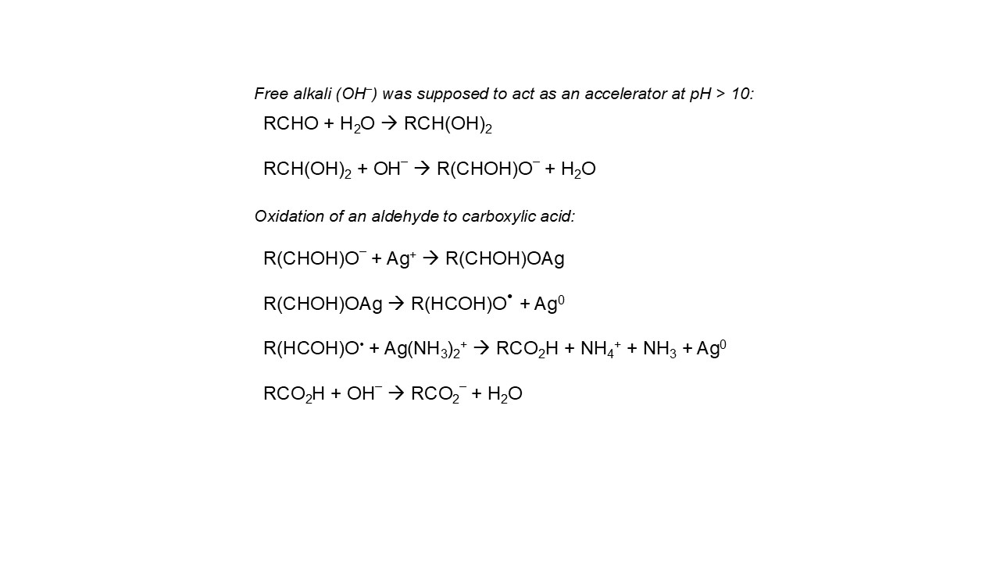 Free alkali (OH⁻) was supposed to act as an accelerator at pH > 10:
RCHO + H₂O → RCH(OH)₂
RCH(OH)₂ + OH⁻ → R(CHOH)O⁻ + H₂O
Oxidation of an aldehyde to carboxylic acid:
R(CHOH)O⁻ + Ag⁺ → R(CHOH)OAg
R(CHOH)OAg → R(HCOH)O• + Ag⁰
R(HCOH)O• + Ag(NH₃)₂⁺ → RCO₂H + NH₄⁺ + NH₃ + Ag⁰
RCO₂H + OH⁻ → RCO₂⁻ + H₂O